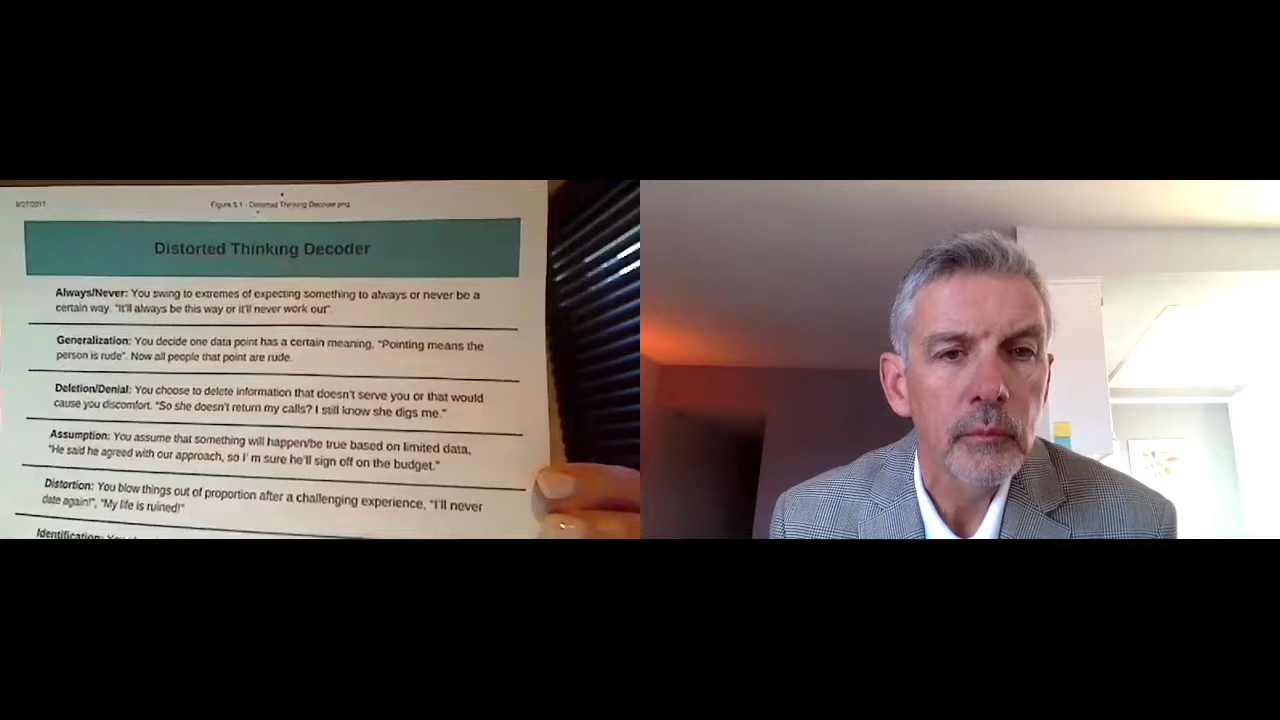 9/27/2017
Figure 5.1 - Distorted Thinking Decoder.png
Distorted Thinking Decoder
Always/Never: You swing to extremes of expecting something to always or never be a
certain way. "It'll always be this way or it'll never work out".
Generalization: You decide one data point has a certain meaning, "Pointing means the
person is rude". Now all people that point are rude.
Deletion/Denial: You choose to delete information that doesn't serve you or that would
cause you discomfort. "So she doesn't return my calls? I still know she digs me."
Assumption: You assume that something will happen/be true based on limited data,
"He said he agreed with our approach, so I' m sure he'll sign off on the budget."
Distortion: You blow things out of proportion after a challenging experience, "I'll never
date again!", "My life is ruined!"
Identification: You